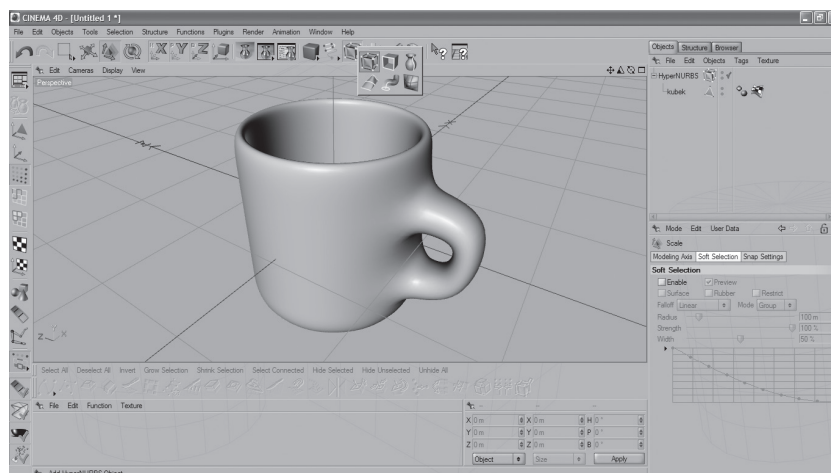 CINEMA 4D - [Untitled 1 *]
File Edit Objects Tools Selection Structure Functions Plugins Render Animation Window Help
Edit Cameras Display View
Perspective
Objects Structure Browser
File Edit Objects Tags Texture
HyperNURBS
kubek
Mode Edit User Data
Scale
Modeling Axis Soft Selection Snap Settings
Soft Selection
Enable Preview
Surface Rubber Restrict
Falloff Linear Mode Group
Radius 100 m
Strength 100 %
Width 50 %
Z X
Select All Deselect All Invert Grow Selection Shrink Selection Select Connected Hide Selected Hide Unselected Unhide All
File Edit Function Texture
X 0 m X 0 m H 0 °
Y 0 m Y 0 m P 0 °
Z 0 m Z 0 m B 0 °
Object Size Apply
Add HyperNURBS Object